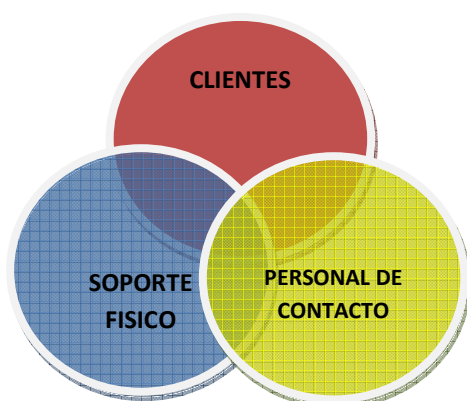 CLIENTES
SOPORTE
FISICO
PERSONAL DE
CONTACTO